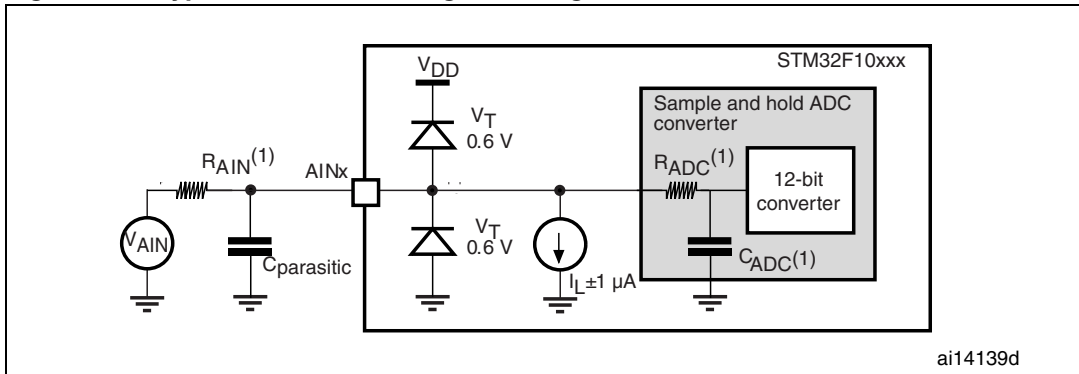 STM32F10xxx
VDD
Sample and hold ADC
converter
VT
0.6 V
RAIN(1)
AINx
RADC(1)
12-bit
converter
VAIN
VT
0.6 V
Cparasitic
IL±1 µA
CADC(1)
ai14139d